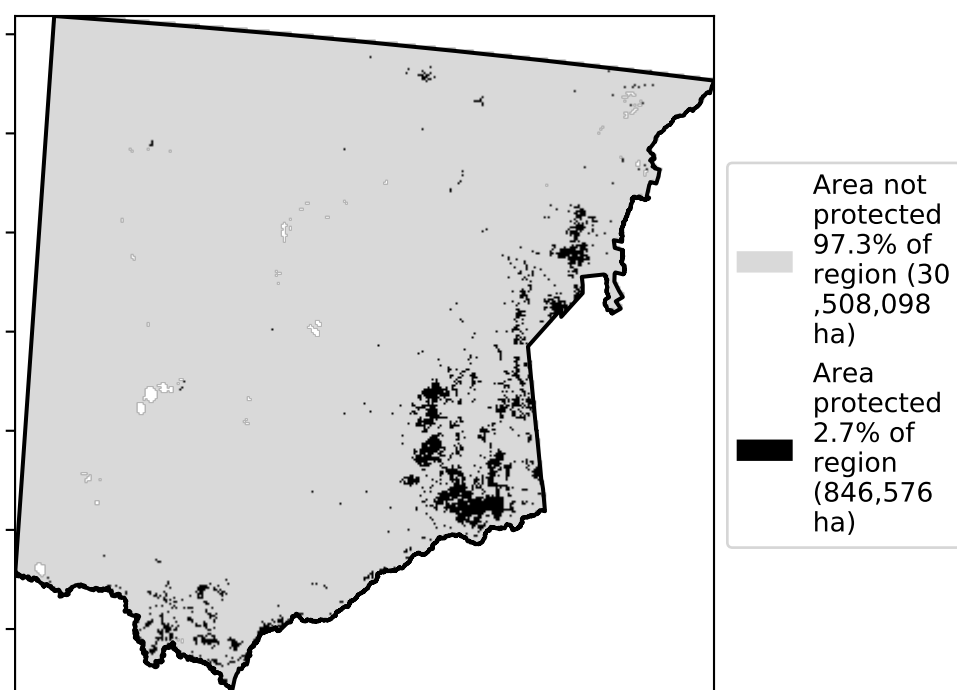 Area not
protected
97.3% of
region (30
,508,098
ha)
Area
protected
2.7% of
region
(846,576
ha)